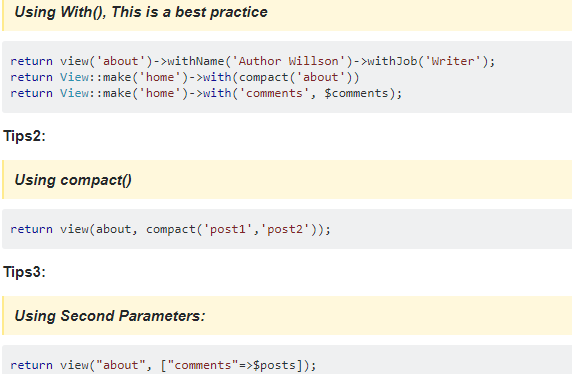 Using With(), This is a best practice
return view('about')->withName('Author Willson')->withJob('Writer');
return View::make('home')->with(compact('about'))
return View::make('home')->with('comments', $comments);
Tips2:
Using compact()
return view(about, compact('post1','post2'));
Tips3:
Using Second Parameters:
return view("about", ["comments"=>$posts]);